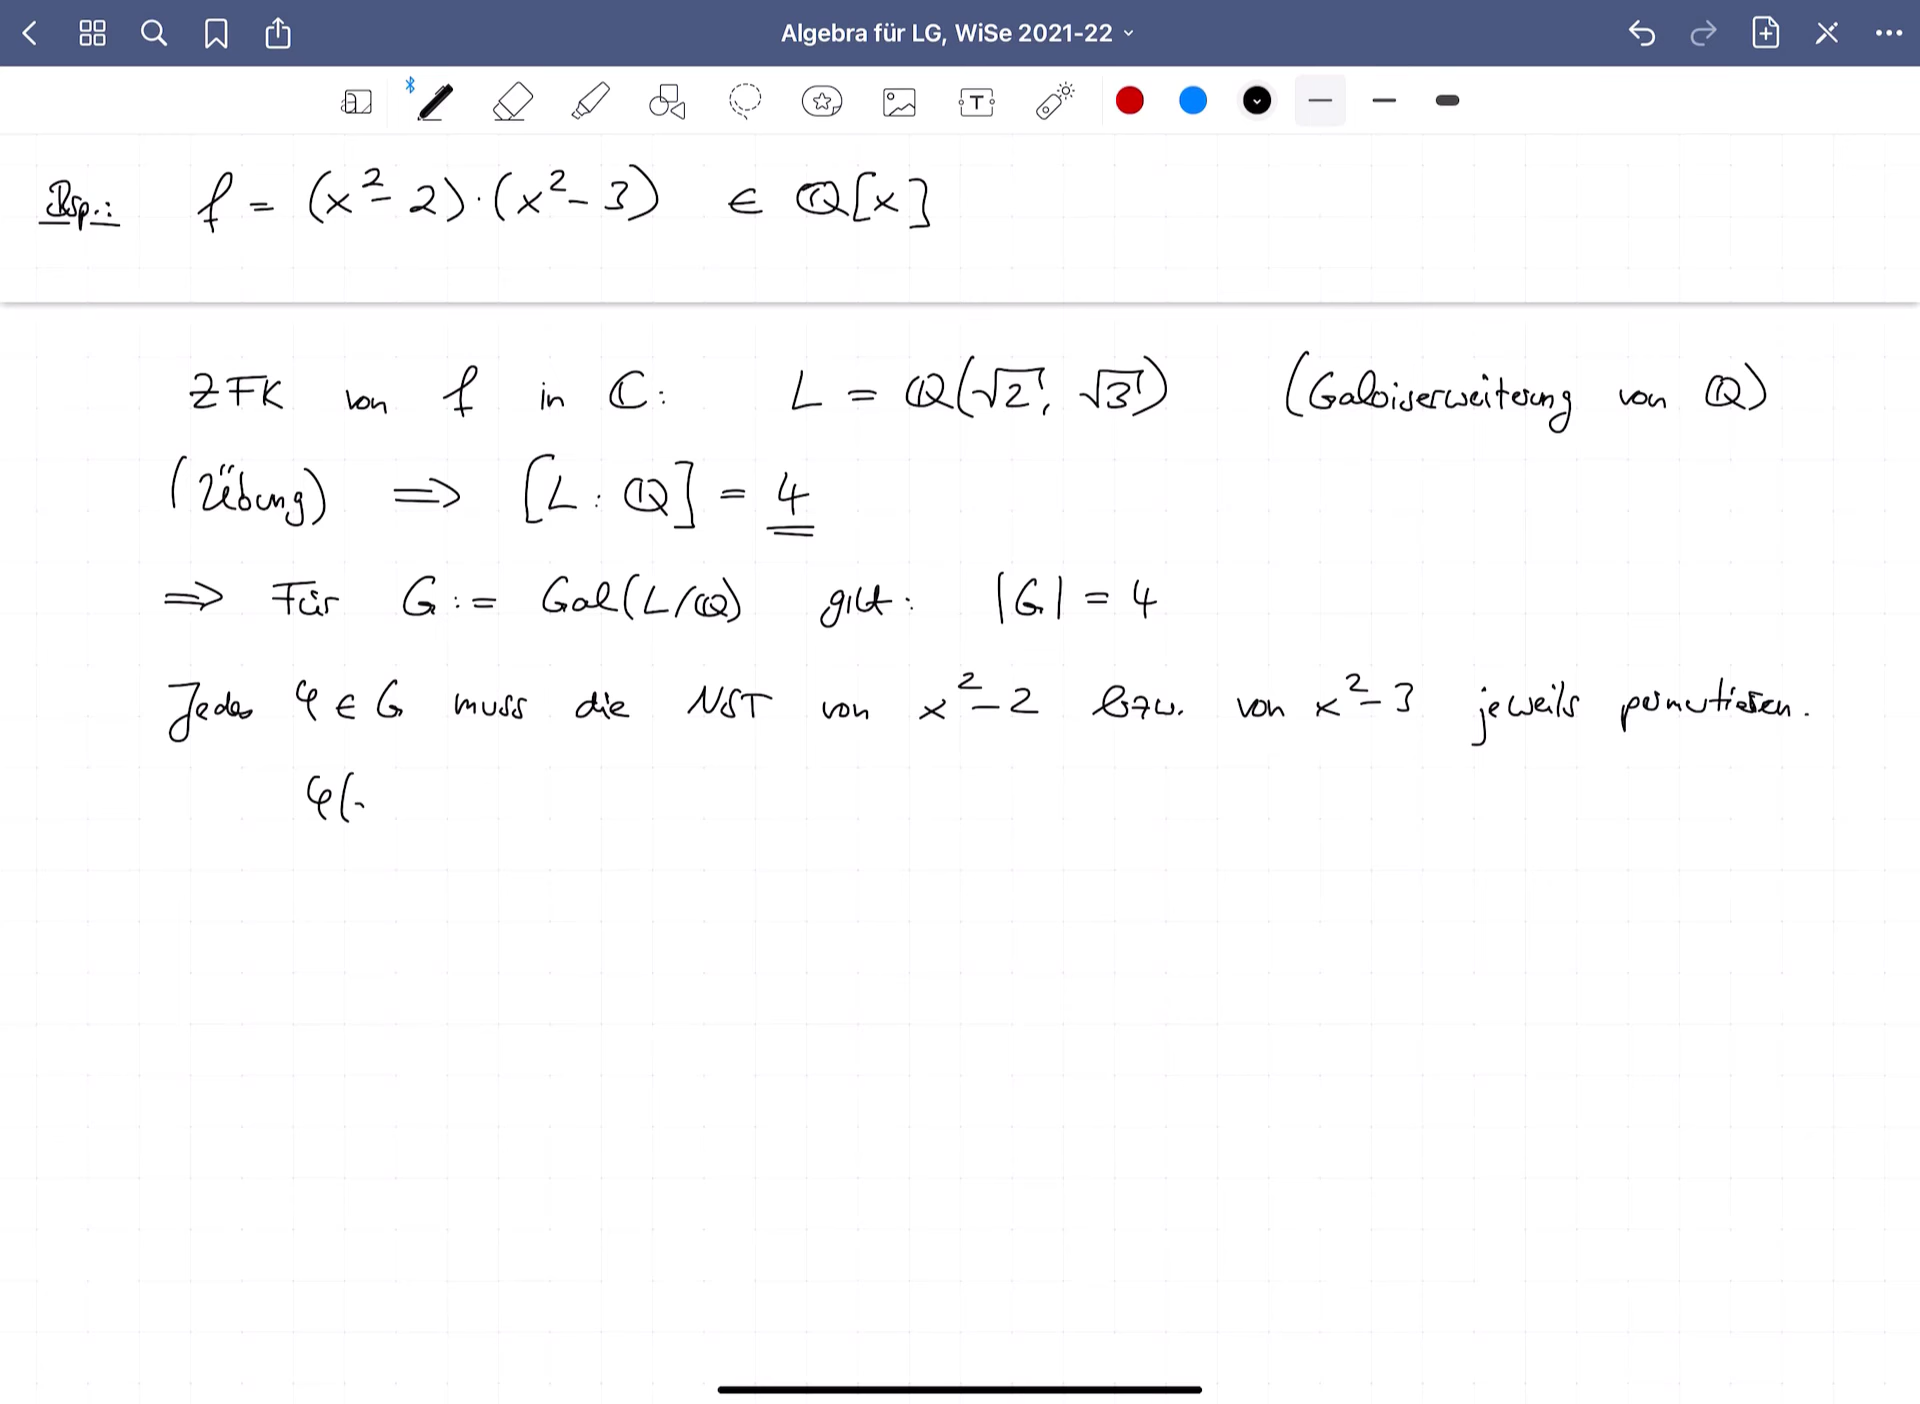 Algebra für LG, WiSe 2021-22
Bsp.: f = (x² - 2)·(x² - 3) ∈ ℚ[x]
ZFK von f in ℂ: L = ℚ(√2, √3) (Galoiserweiterung von ℚ)
(Übung) ⟹ [L : ℚ] = 4
⟹ Für G := Gal(L/ℚ) gilt: |G| = 4
Jedes φ ∈ G muss die NST von x² - 2 bzw. von x² - 3 jeweils permutieren.
φ(-